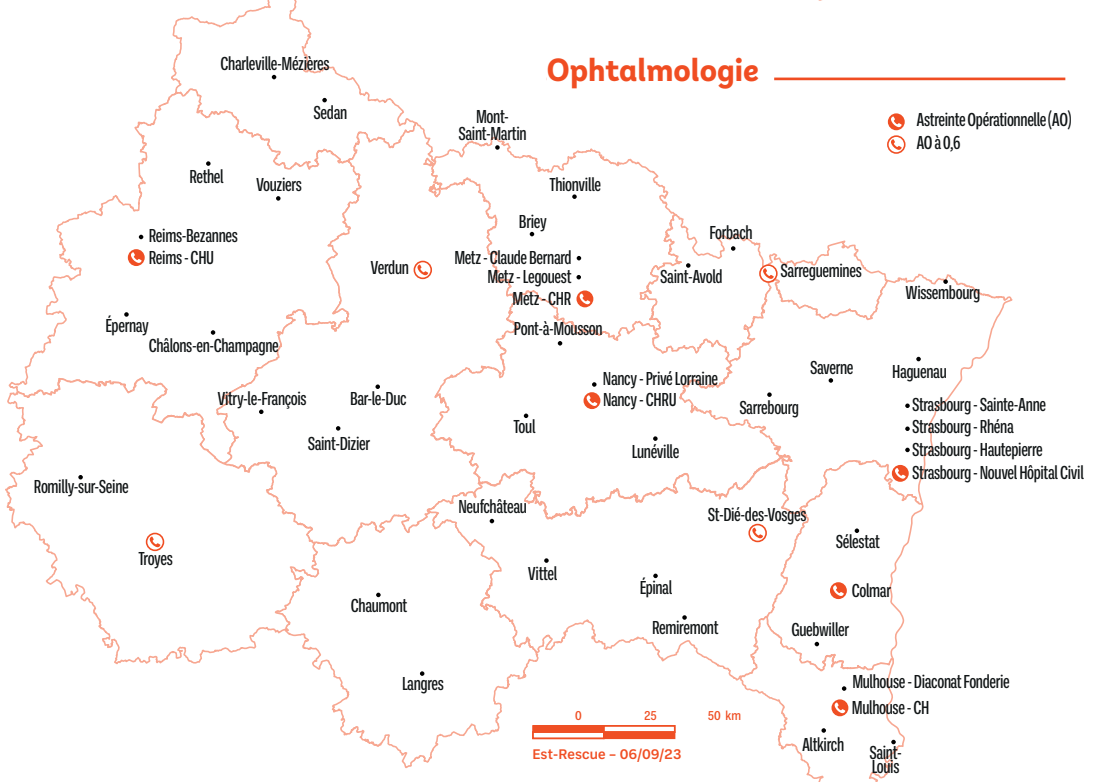 Ophtalmologie
Astreinte Opérationnelle (AO)
AO à 0,6
Charleville-Mézières
Sedan
Mont-
Saint-Martin
Rethel
Vouziers
Thionville
Briey
Forbach
Reims-Bezannes
Reims - CHU
Verdun
Metz - Claude Bernard
Metz - Legouest
Metz - CHR
Saint-Avold
Sarreguemines
Wissembourg
Épernay
Châlons-en-Champagne
Pont-à-Mousson
Saverne
Haguenau
Vitry-le-François
Bar-le-Duc
Nancy - Privé Lorraine
Nancy - CHRU
Sarrebourg
Strasbourg - Sainte-Anne
Strasbourg - Rhéna
Strasbourg - Hautepierre
Strasbourg - Nouvel Hôpital Civil
Saint-Dizier
Toul
Lunéville
Romilly-sur-Seine
Neufchâteau
St-Dié-des-Vosges
Troyes
Sélestat
Vittel
Épinal
Colmar
Chaumont
Remiremont
Guebwiller
Langres
Mulhouse - Diaconat Fonderie
Mulhouse - CH
Altkirch
Saint-
Louis
0 25 50 km
Est-Rescue – 06/09/23